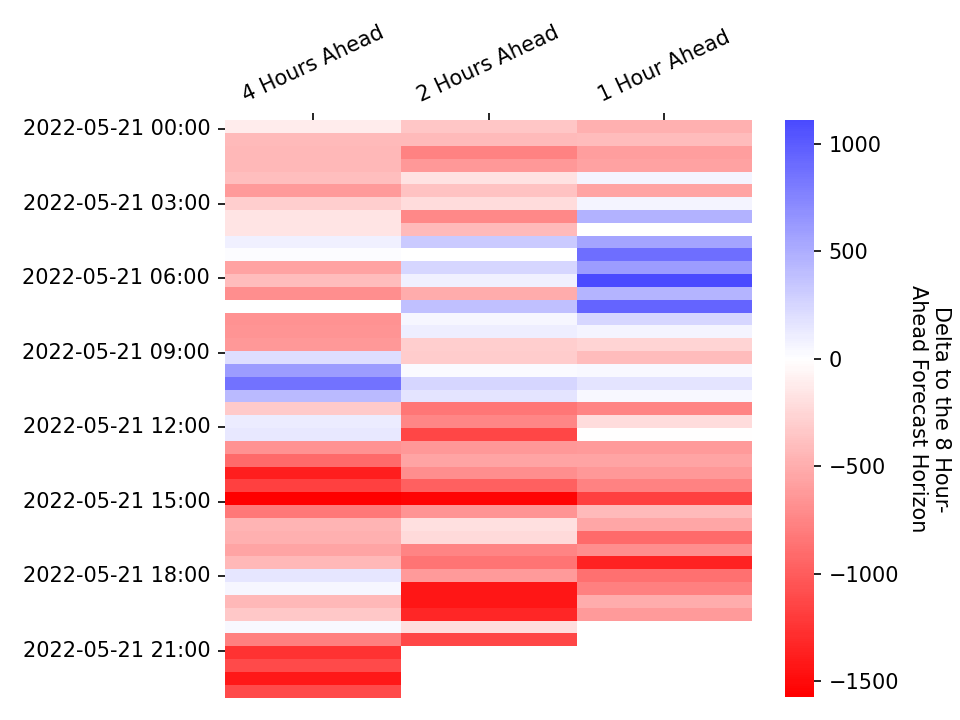 4 Hours Ahead
2 Hours Ahead
1 Hour Ahead
2022-05-21 00:00
2022-05-21 03:00
2022-05-21 06:00
2022-05-21 09:00
2022-05-21 12:00
2022-05-21 15:00
2022-05-21 18:00
2022-05-21 21:00
1000
500
0
−500
−1000
−1500
Delta to the 8 Hour-
Ahead Forecast Horizon